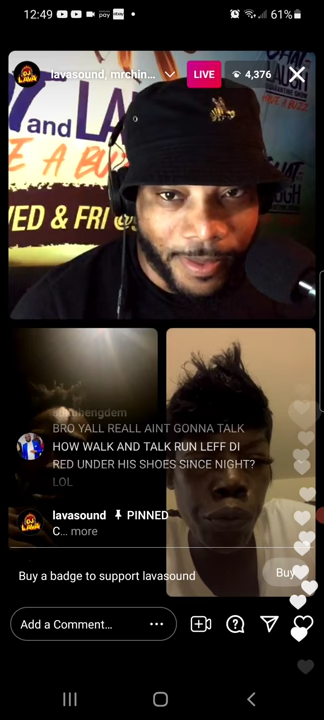 12:49
61%
lavasound, mrchin...
LIVE
4,376
and LA
E A BU
VED & FRI
BRO YALL REALL AINT GONNA TALK
HOW WALK AND TALK RUN LEFF DI
RED UNDER HIS SHOES SINCE NIGHT?
LOL
lavasound PINNED
C... more
Buy a badge to support lavasound
Buy
Add a Comment...